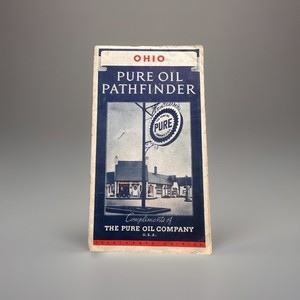 OHIO
PURE OIL
PATHFINDER
PURE
Compliments of
THE PURE OIL COMPANY
U.S.A.